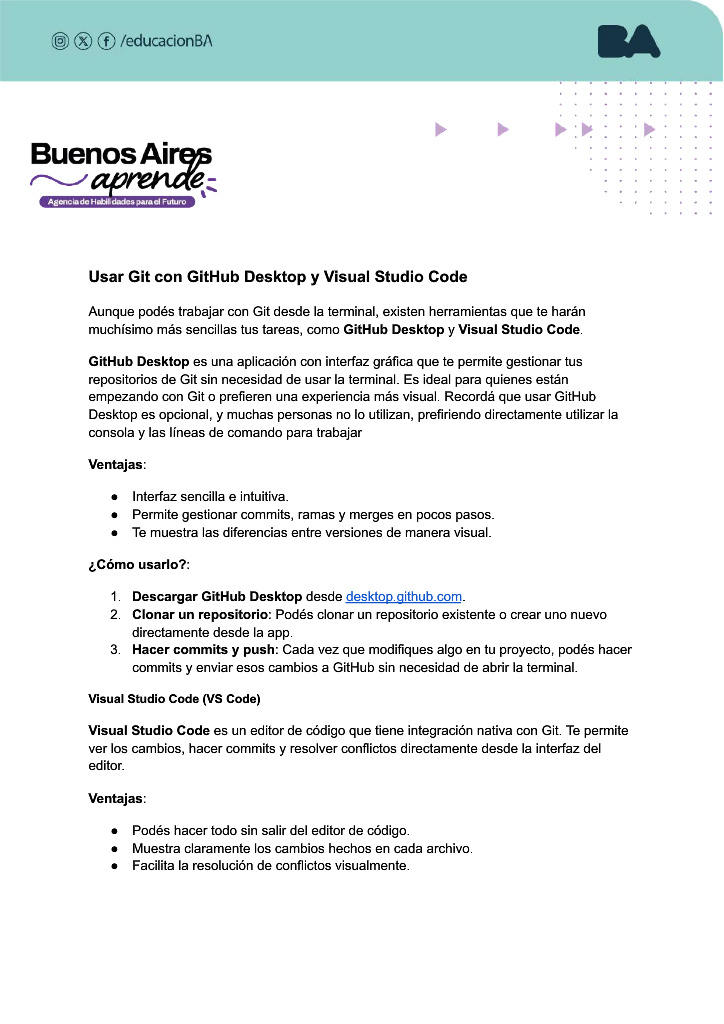 /educacionBA
BA
Buenos Aires
aprende
Agencia de Habilidades para el Futuro
Usar Git con GitHub Desktop y Visual Studio Code
Aunque podés trabajar con Git desde la terminal, existen herramientas que te harán
muchísimo más sencillas tus tareas, como GitHub Desktop y Visual Studio Code.
GitHub Desktop es una aplicación con interfaz gráfica que te permite gestionar tus
repositorios de Git sin necesidad de usar la terminal. Es ideal para quienes están
empezando con Git o prefieren una experiencia más visual. Recordá que usar GitHub
Desktop es opcional, y muchas personas no lo utilizan, prefiriendo directamente utilizar la
consola y las líneas de comando para trabajar
Ventajas:
● Interfaz sencilla e intuitiva.
● Permite gestionar commits, ramas y merges en pocos pasos.
● Te muestra las diferencias entre versiones de manera visual.
¿Cómo usarlo?:
1. Descargar GitHub Desktop desde desktop.github.com.
2. Clonar un repositorio: Podés clonar un repositorio existente o crear uno nuevo
directamente desde la app.
3. Hacer commits y push: Cada vez que modifiques algo en tu proyecto, podés hacer
commits y enviar esos cambios a GitHub sin necesidad de abrir la terminal.
Visual Studio Code (VS Code)
Visual Studio Code es un editor de código que tiene integración nativa con Git. Te permite
ver los cambios, hacer commits y resolver conflictos directamente desde la interfaz del
editor.
Ventajas:
● Podés hacer todo sin salir del editor de código.
● Muestra claramente los cambios hechos en cada archivo.
● Facilita la resolución de conflictos visualmente.